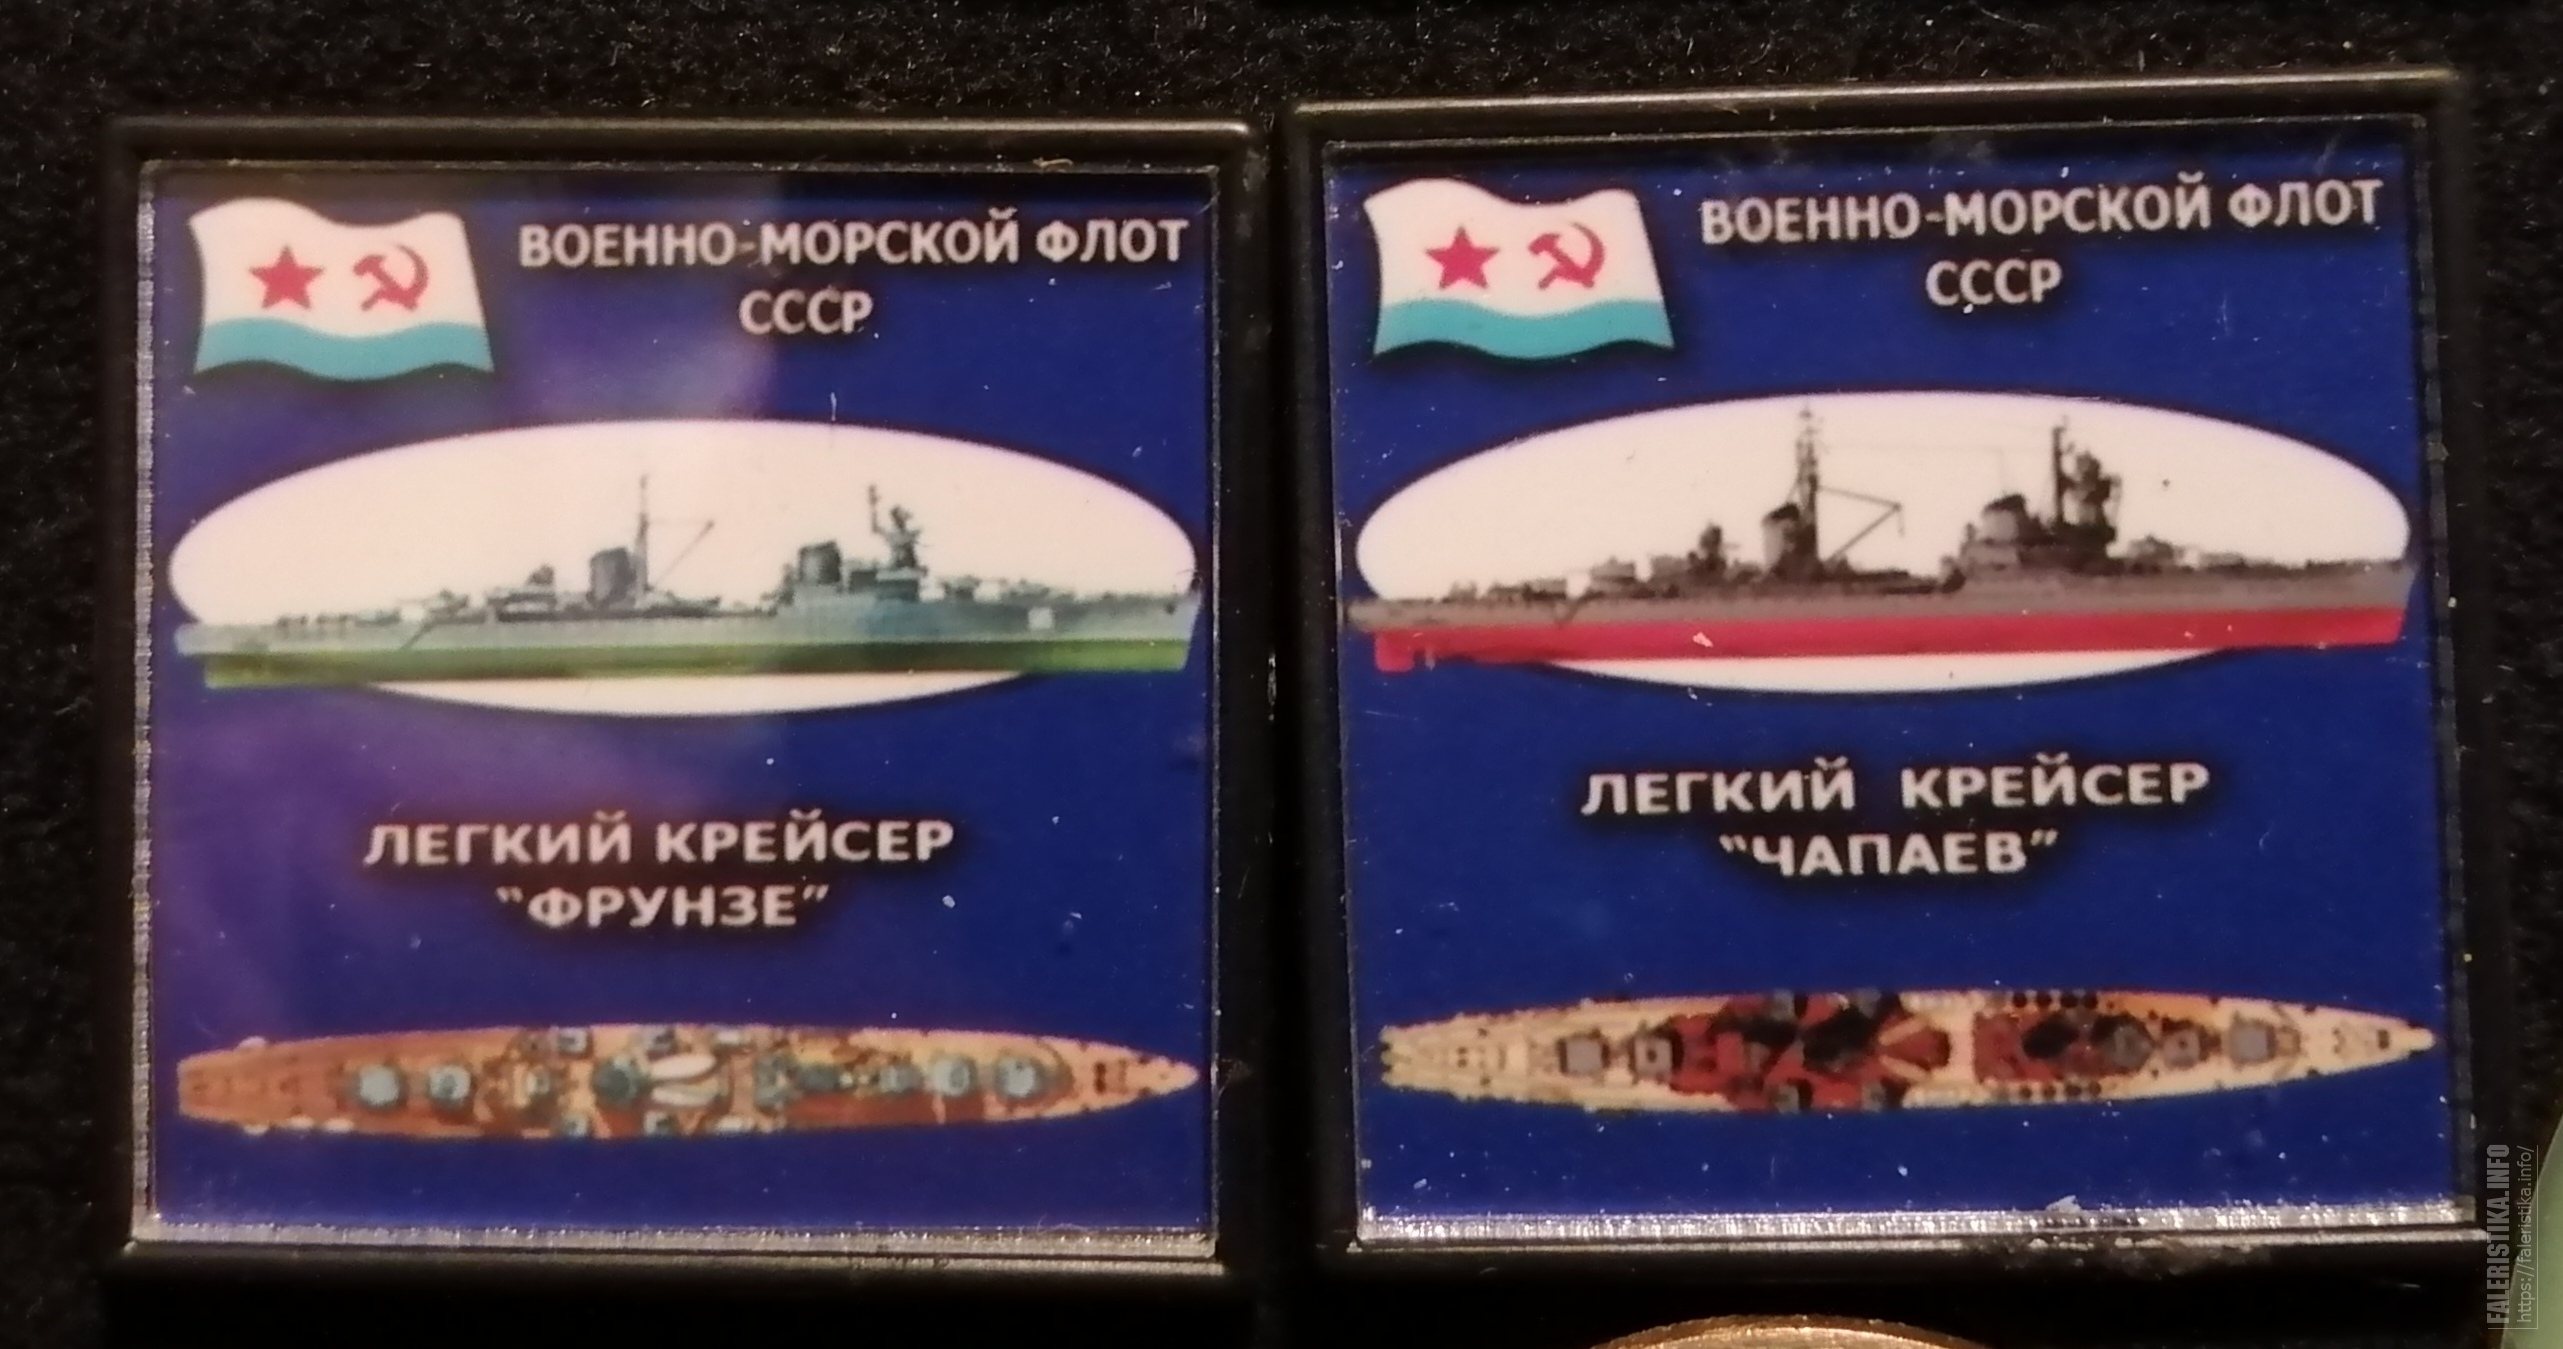 ВОЕННО-МОРСКОЙ ФЛОТ
СССР
ЛЕГКИЙ КРЕЙСЕР
"ФРУНЗЕ"
ВОЕННО-МОРСКОЙ ФЛОТ
СССР
ЛЕГКИЙ КРЕЙСЕР
"ЧАПАЕВ"
FALERISTIKA.INFO
https://faleristika.info/